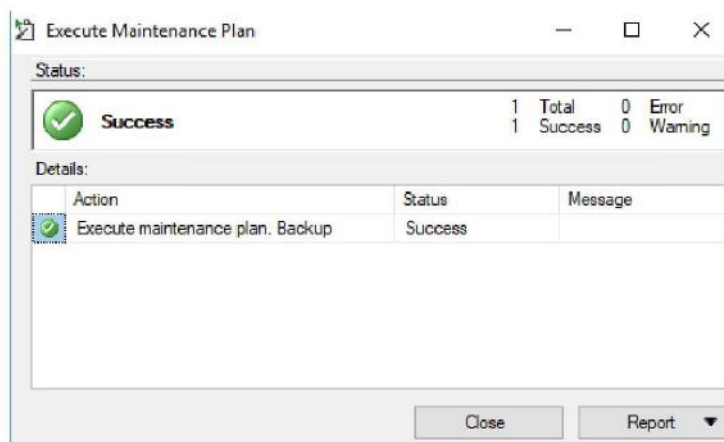 Execute Maintenance Plan
Status:
Success
1 Total 0 Error
1 Success 0 Warning
Details:
Action Status Message
Execute maintenance plan. Backup Success
Close Report